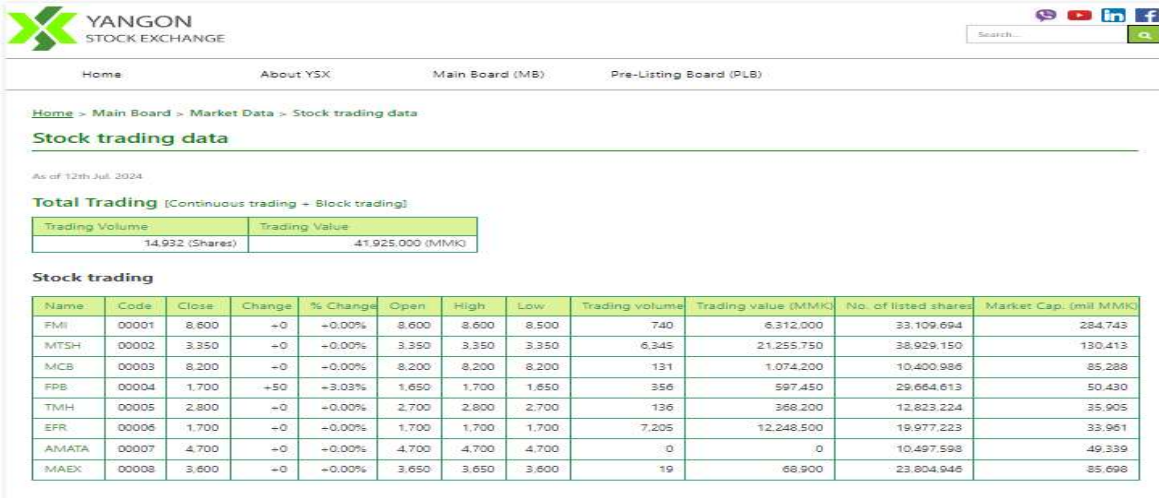 YANGON
STOCK EXCHANGE
Search...
Home About YSX Main Board (MB) Pre-Listing Board (PLB)
Home > Main Board > Market Data > Stock trading data
Stock trading data
As of 12th Jul. 2024
Total Trading [Continuous trading + Block trading]
Trading Volume Trading Value
14,932 (Shares) 41,925,000 (MMK)
Stock trading
Name Code Close Change % Change Open High Low Trading volume Trading value (MMK) No. of listed shares Market Cap. (mil MMK)
FMI 00001 8,600 +0 +0.00% 8,600 8,600 8,500 740 6,312,000 33,109,694 284,743
MTSH 00002 3,350 +0 +0.00% 3,350 3,350 3,350 6,345 21,255,750 38,929,150 130,413
MCB 00003 8,200 +0 +0.00% 8,200 8,200 8,200 131 1,074,200 10,400,986 85,288
FPB 00004 1,700 +50 +3.03% 1,650 1,700 1,650 356 597,450 29,664,613 50,430
TMH 00005 2,800 +0 +0.00% 2,700 2,800 2,700 136 368,200 12,823,224 35,905
EFR 00006 1,700 +0 +0.00% 1,700 1,700 1,700 7,205 12,248,500 19,977,223 33,961
AMATA 00007 4,700 +0 +0.00% 4,700 4,700 4,700 0 0 10,497,598 49,339
MAEX 00008 3,600 +0 +0.00% 3,650 3,650 3,600 19 68,900 23,804,946 85,698